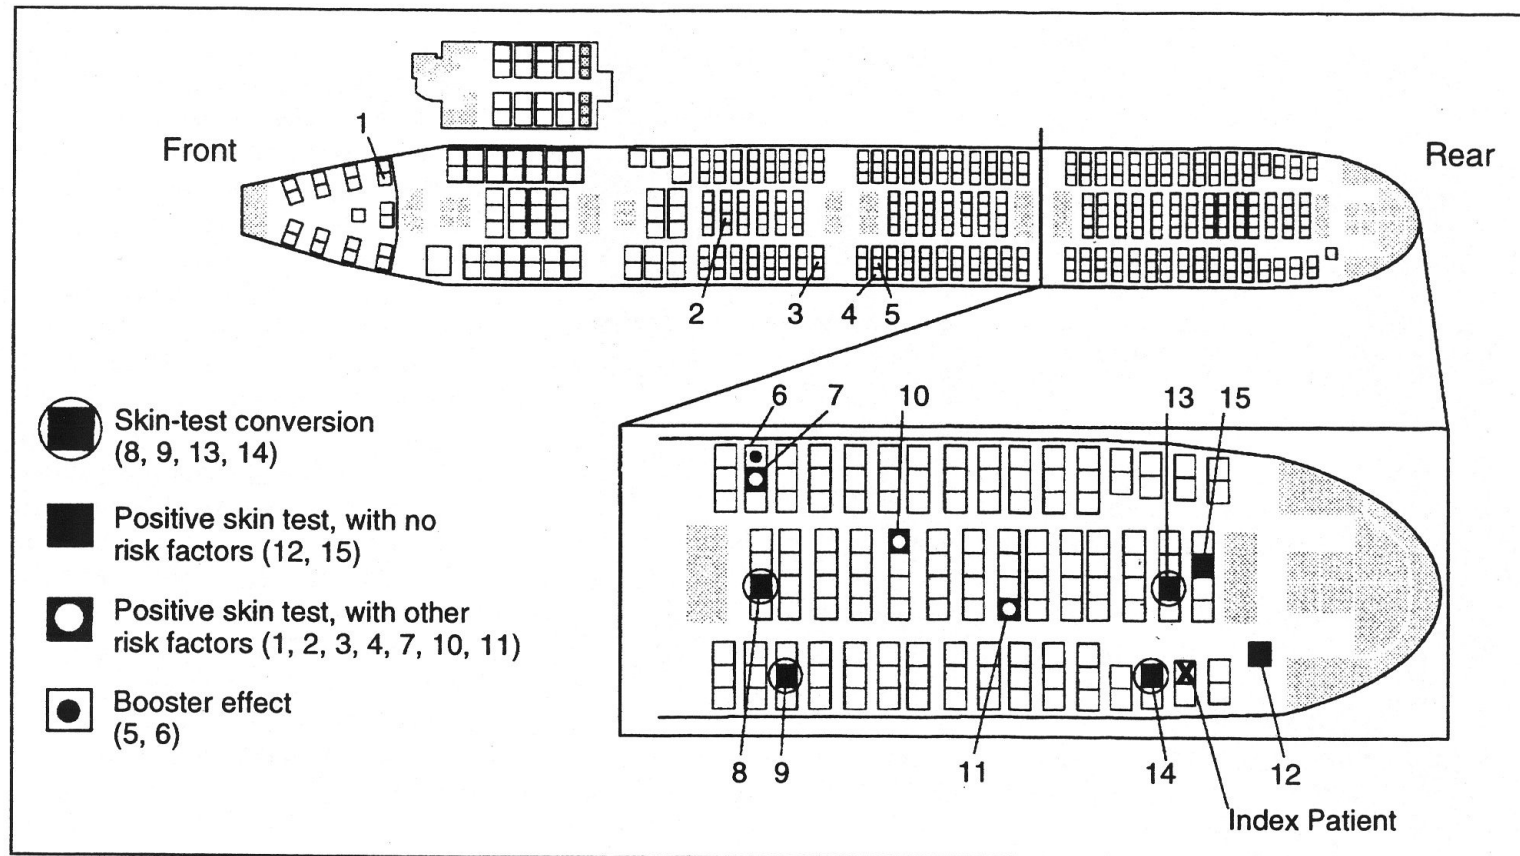 1
Front
Rear
2
3
4
5
6
7
10
13
15
Skin-test conversion
(8, 9, 13, 14)
Positive skin test, with no
risk factors (12, 15)
Positive skin test, with other
risk factors (1, 2, 3, 4, 7, 10, 11)
Booster effect
(5, 6)
8
9
11
14
12
X
Index Patient